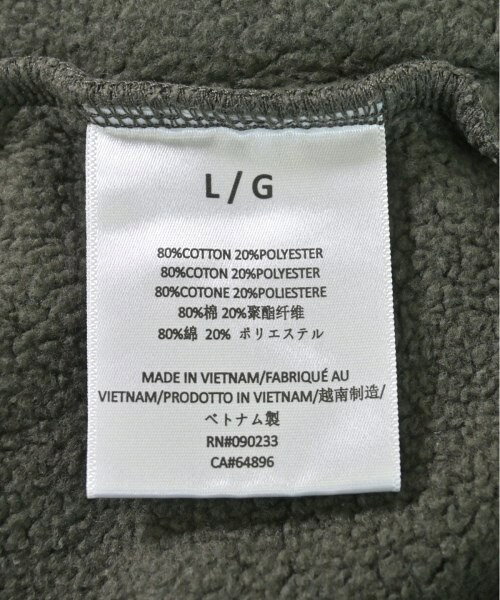 L / G
80%COTTON 20%POLYESTER
80%COTON 20%POLYESTER
80%COTONE 20%POLIESTERE
80%棉 20%聚酯纤维
80%綿 20% ポリエステル
MADE IN VIETNAM/FABRIQUÉ AU
VIETNAM/PRODOTTO IN VIETNAM/越南制造/
ベトナム製
RN#090233
CA#64896